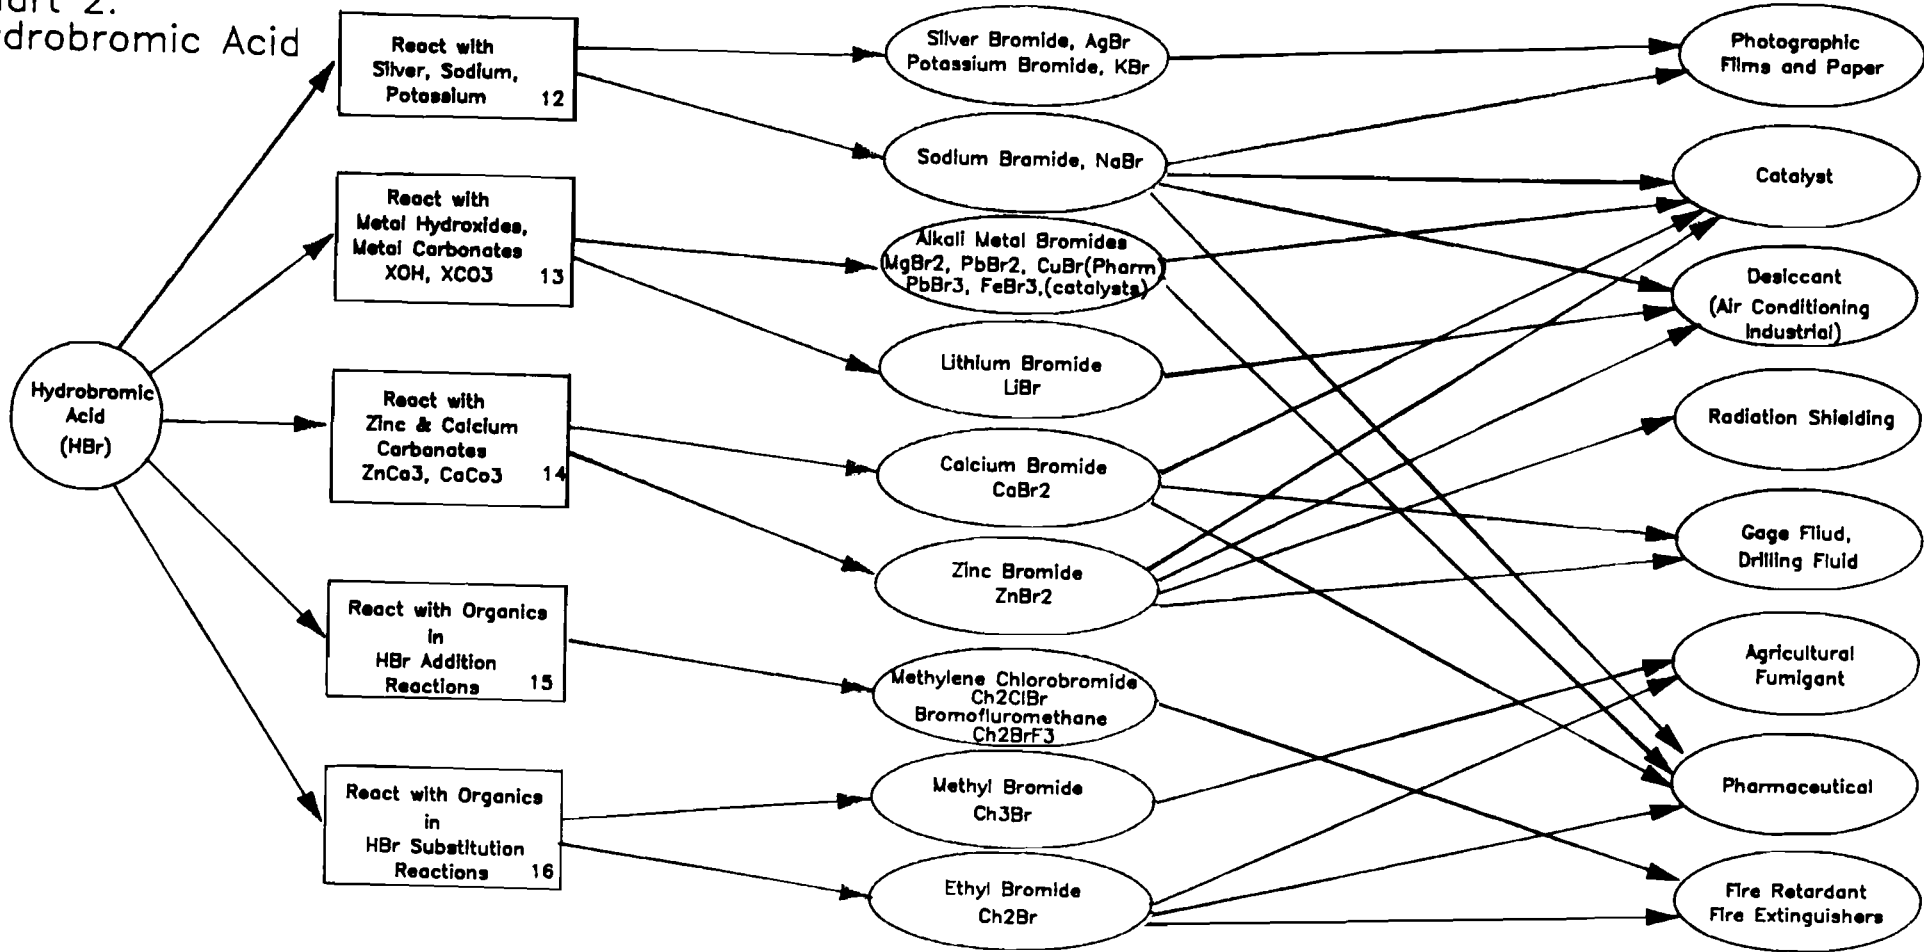 art 2.
drobromic Acid
Hydrobromic
Acid
(HBr)
React with
Silver, Sodium,
Potassium 12
React with
Metal Hydroxides,
Metal Carbonates
XOH, XCO3 13
React with
Zinc & Calcium
Carbonates
ZnCa3, CaCo3 14
React with Organics
in
HBr Addition
Reactions 15
React with Organics
in
HBr Substitution
Reactions 16
Silver Bromide, AgBr
Potassium Bromide, KBr
Sodium Bramide, NaBr
Alkali Metal Bromides
MgBr2, PbBr2, CuBr(Pharm)
PbBr3, FeBr3,(catalysts)
Lithium Bromide
LiBr
Calcium Bromide
CaBr2
Zinc Bromide
ZnBr2
Methylene Chlorobromide
Ch2ClBr
Bromofluromethane
Ch2BrF3
Methyl Bromide
Ch3Br
Ethyl Bromide
Ch2Br
Photographic
Films and Paper
Catalyst
Desiccant
(Air Conditioning
Industrial)
Radiation Shielding
Gage Fliud,
Drilling Fluid
Agricultural
Fumigant
Pharmaceutical
Fire Retardant
Fire Extinguishers